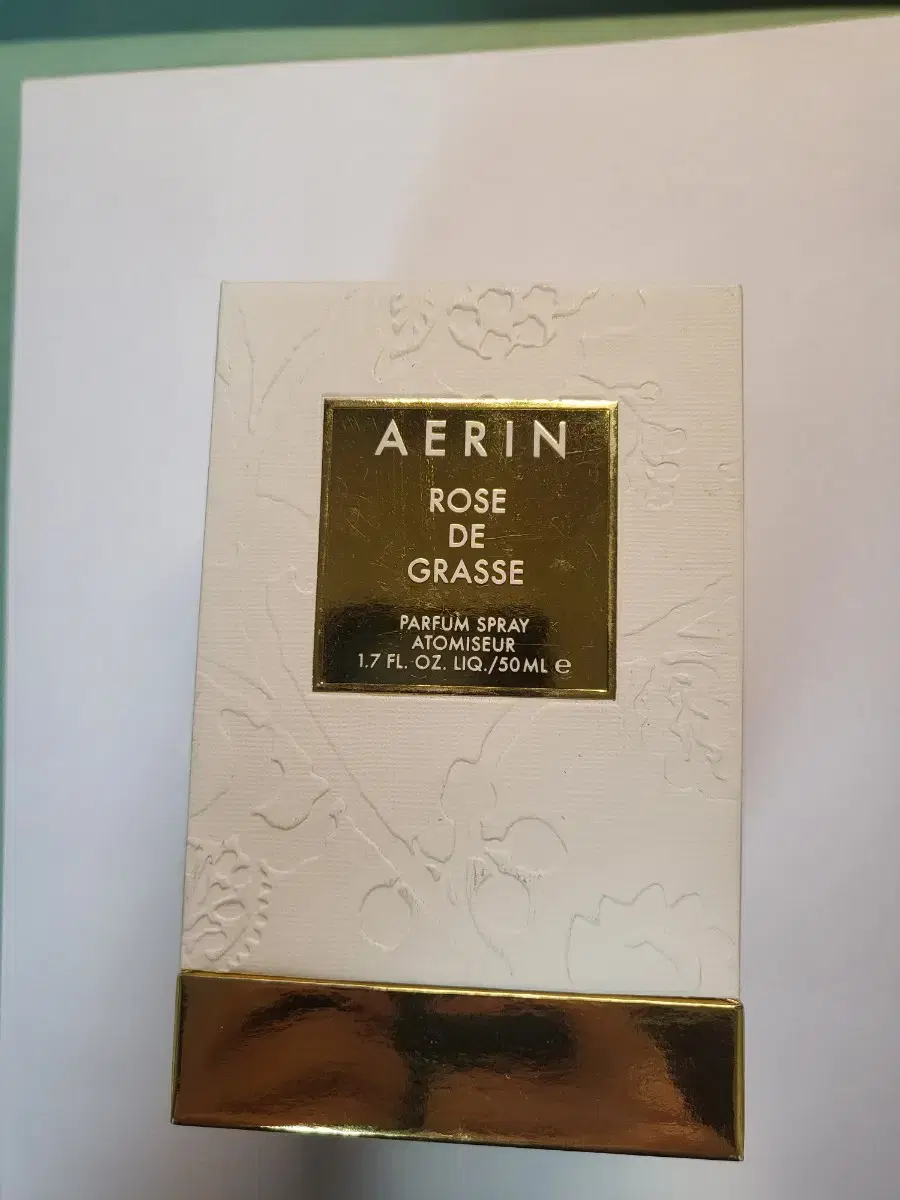 AERIN
ROSE
DE
GRASSE
PARFUM SPRAY
ATOMISEUR
1.7 FL. OZ. LIQ./50ML ℮